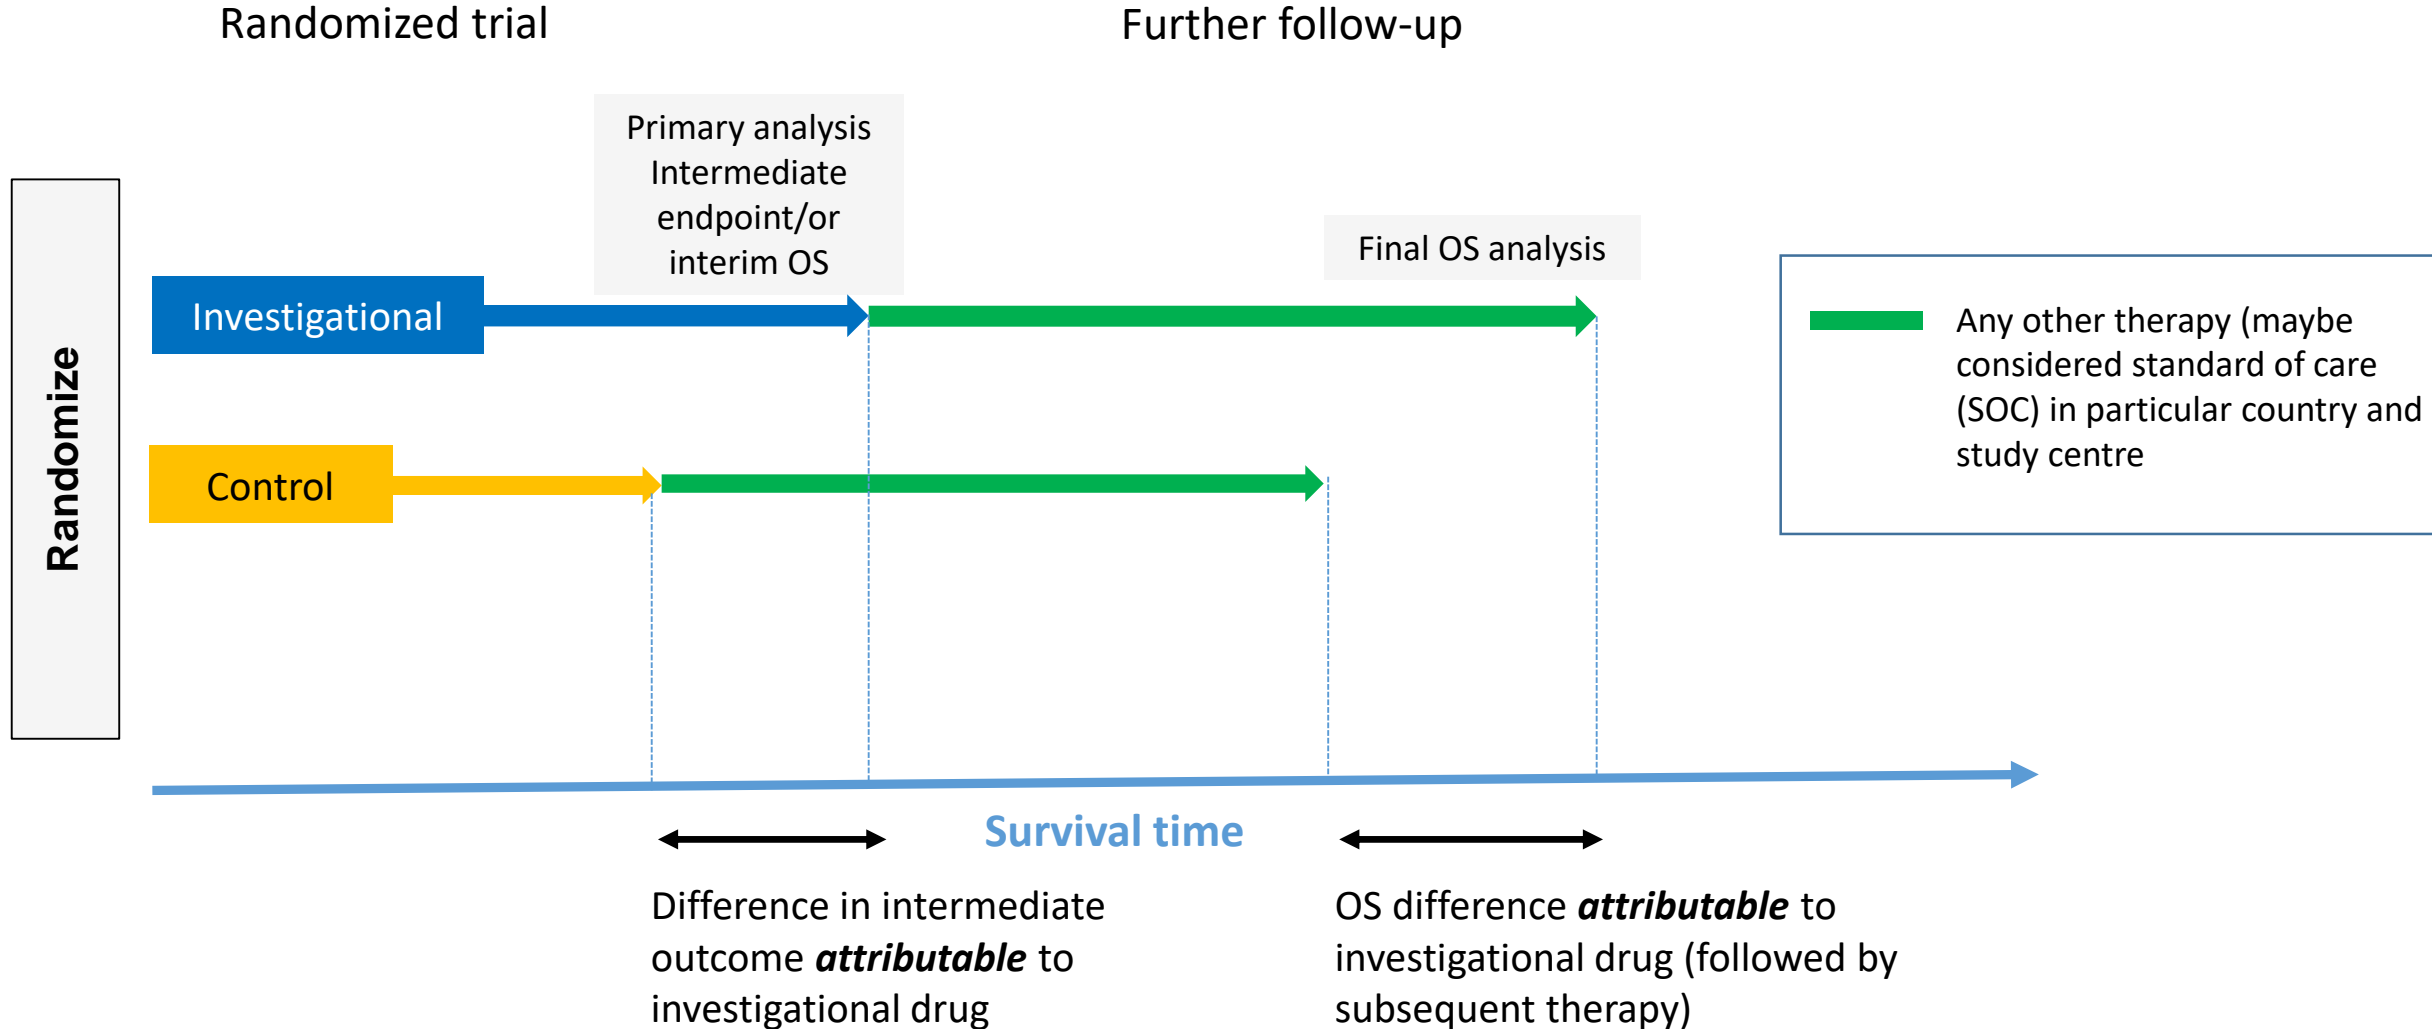 Randomized trial
Further follow-up
Primary analysis
Intermediate
endpoint/or
interim OS
Final OS analysis
Randomize
Investigational
Control
Any other therapy (maybe
considered standard of care
(SOC) in particular country and
study centre
Survival time
Difference in intermediate
outcome attributable to
investigational drug
OS difference attributable to
investigational drug (followed by
subsequent therapy)